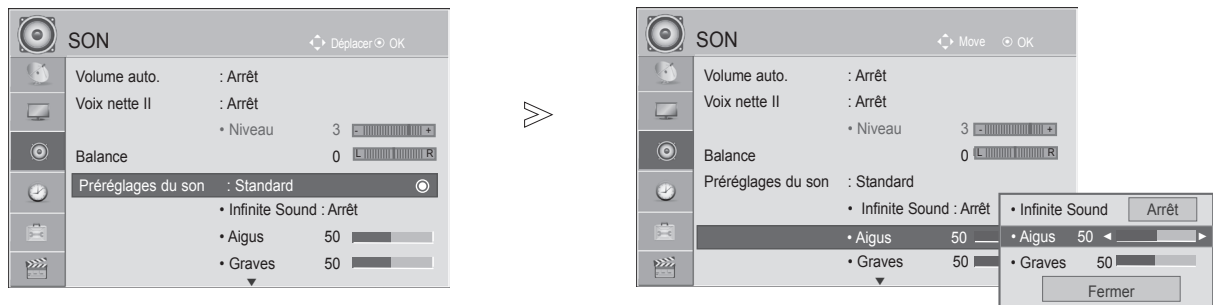 SON
Déplacer OK
Volume auto. : Arrêt
Voix nette II : Arrêt
• Niveau 3 - +
Balance 0 L R
Préréglages du son : Standard
• Infinite Sound : Arrêt
• Aigus 50
• Graves 50
SON
Move OK
Volume auto. : Arrêt
Voix nette II : Arrêt
• Niveau 3 - +
Balance 0 L R
Préréglages du son : Standard
• Infinite Sound : Arrêt
• Aigus 50
• Graves 50
• Infinite Sound Arrêt
• Aigus 50
• Graves 50
Fermer